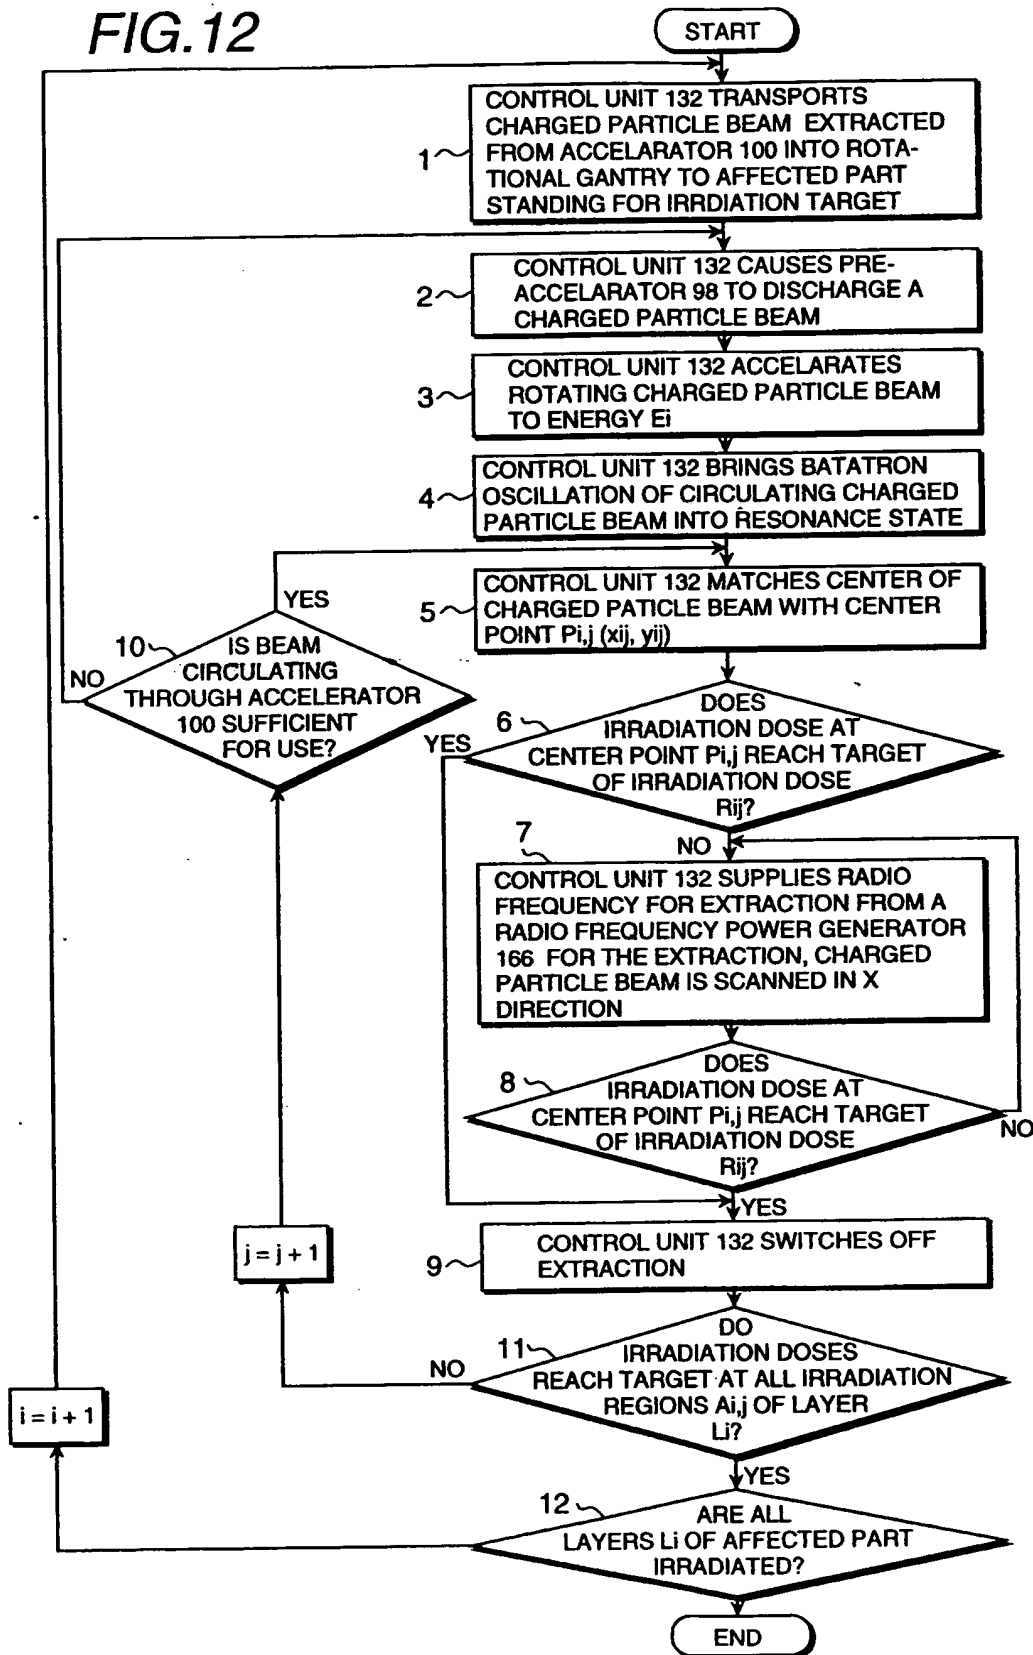 FIG.12
START
1
CONTROL UNIT 132 TRANSPORTS
CHARGED PARTICLE BEAM EXTRACTED
FROM ACCELARATOR 100 INTO ROTA-
TIONAL GANTRY TO AFFECTED PART
STANDING FOR IRRDIATION TARGET
2
CONTROL UNIT 132 CAUSES PRE-
ACCELARATOR 98 TO DISCHARGE A
CHARGED PARTICLE BEAM
3
CONTROL UNIT 132 ACCELARATES
ROTATING CHARGED PARTICLE BEAM
TO ENERGY Ei
4
CONTROL UNIT 132 BRINGS BATATRON
OSCILLATION OF CIRCULATING CHARGED
PARTICLE BEAM INTO RESONANCE STATE
5
CONTROL UNIT 132 MATCHES CENTER OF
CHARGED PATICLE BEAM WITH CENTER
POINT Pi,j (xij, yij)
YES
10
IS BEAM
CIRCULATING
THROUGH ACCELERATOR
100 SUFFICIENT
FOR USE?
NO
6
DOES
IRRADIATION DOSE AT
CENTER POINT Pi,j REACH TARGET
OF IRRADIATION DOSE
Rij?
YES
NO
7
CONTROL UNIT 132 SUPPLIES RADIO
FREQUENCY FOR EXTRACTION FROM A
RADIO FREQUENCY POWER GENERATOR
166 FOR THE EXTRACTION, CHARGED
PARTICLE BEAM IS SCANNED IN X
DIRECTION
8
DOES
IRRADIATION DOSE AT
CENTER POINT Pi,j REACH TARGET
OF IRRADIATION DOSE
Rij?
NO
YES
9
CONTROL UNIT 132 SWITCHES OFF
EXTRACTION
j = j + 1
11
DO
IRRADIATION DOSES
REACH TARGET AT ALL IRRADIATION
REGIONS Ai,j OF LAYER
Li?
NO
YES
i = i + 1
12
ARE ALL
LAYERS Li OF AFFECTED PART
IRRADIATED?
END